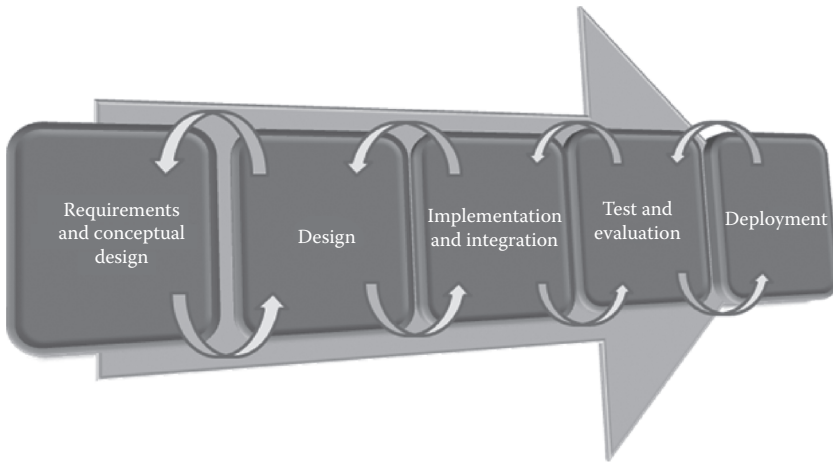 Requirements
and conceptual
design
Design
Implementation
and integration
Test and
evaluation
Deployment